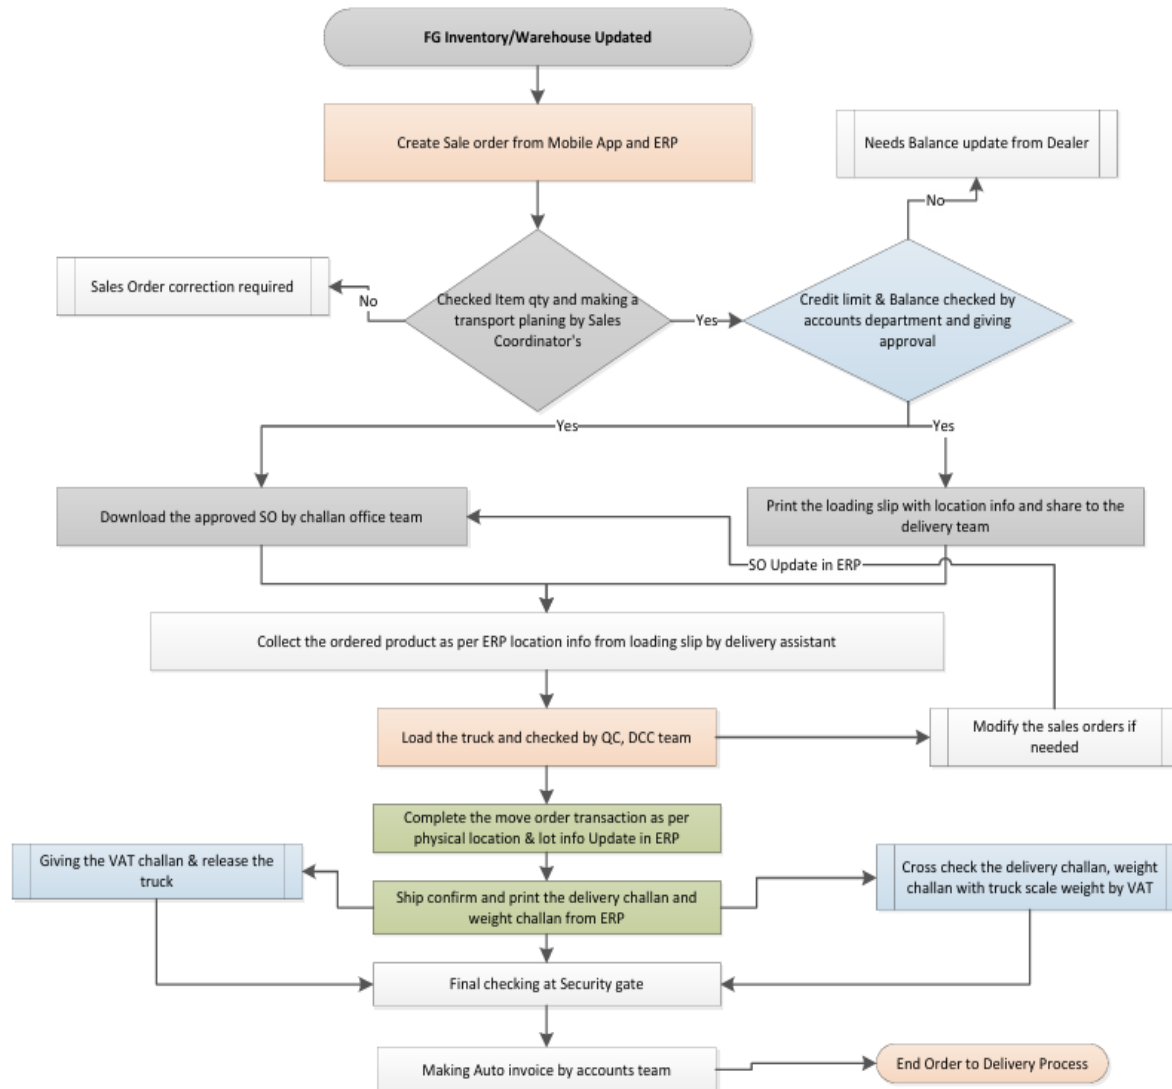 FG Inventory/Warehouse Updated
Create Sale order from Mobile App and ERP
Needs Balance update from Dealer
No
Sales Order correction required
No
Checked Item qty and making a
transport planing by Sales
Coordinator's
Yes
Credit limit & Balance checked by
accounts department and giving
approval
Yes
Yes
Download the approved SO by challan office team
Print the loading slip with location info and share to the
delivery team
SO Update in ERP
Collect the ordered product as per ERP location info from loading slip by delivery assistant
Load the truck and checked by QC, DCC team
Modify the sales orders if
needed
Complete the move order transaction as per
physical location & lot info Update in ERP
Giving the VAT challan & release the
truck
Ship confirm and print the delivery challan and
weight challan from ERP
Cross check the delivery challan, weight
challan with truck scale weight by VAT
Final checking at Security gate
Making Auto invoice by accounts team
End Order to Delivery Process